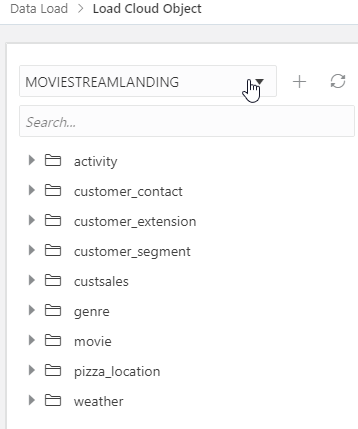 Data Load > Load Cloud Object
MOVIESTREAMLANDING
Search...
activity
customer_contact
customer_extension
customer_segment
custsales
genre
movie
pizza_location
weather